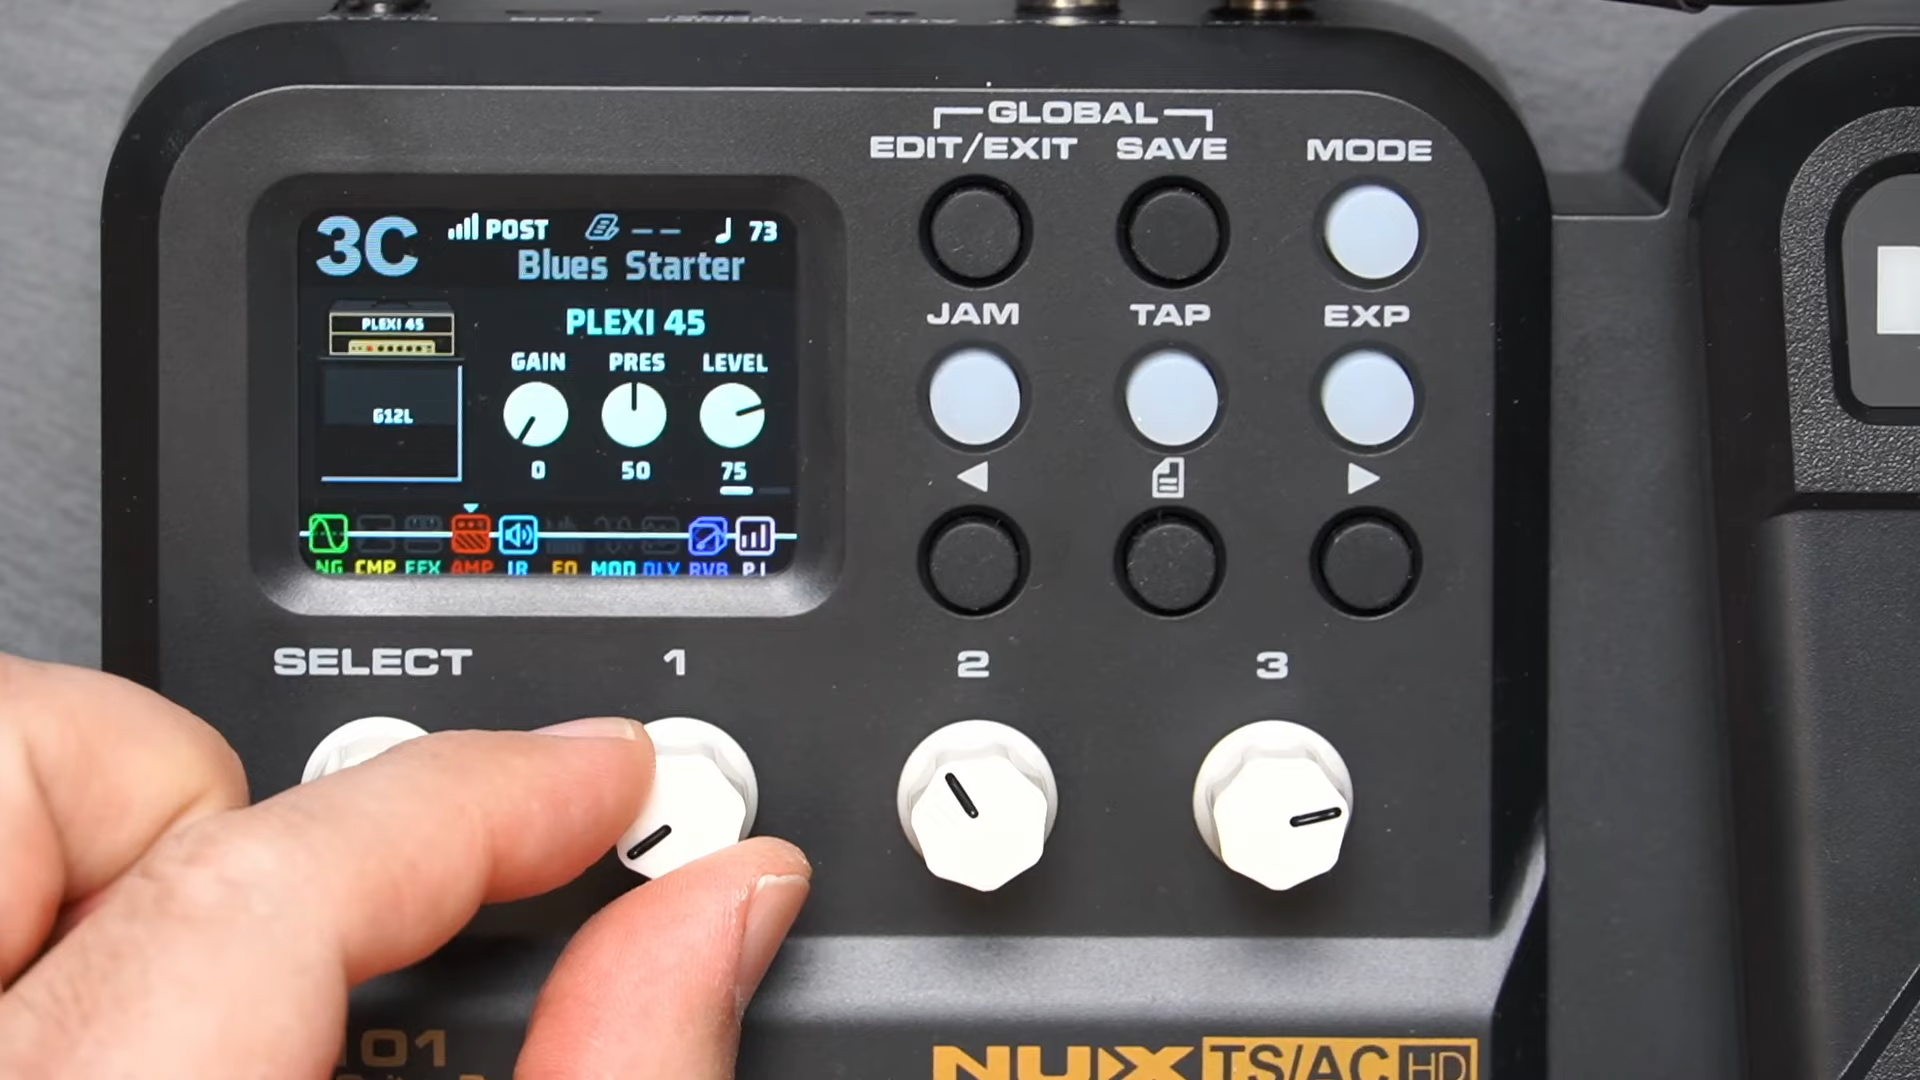 GLOBAL
EDIT/EXIT SAVE MODE
3C POST -- 73
Blues Starter
PLEXI 45
PLEXI 45
GAIN PRES LEVEL
G12L
0 50 75
NG CMP EFX AMP IR EQ MOD DLY RVB P.L
JAM TAP EXP
SELECT 1 2 3
101
NUX TS/AC HD